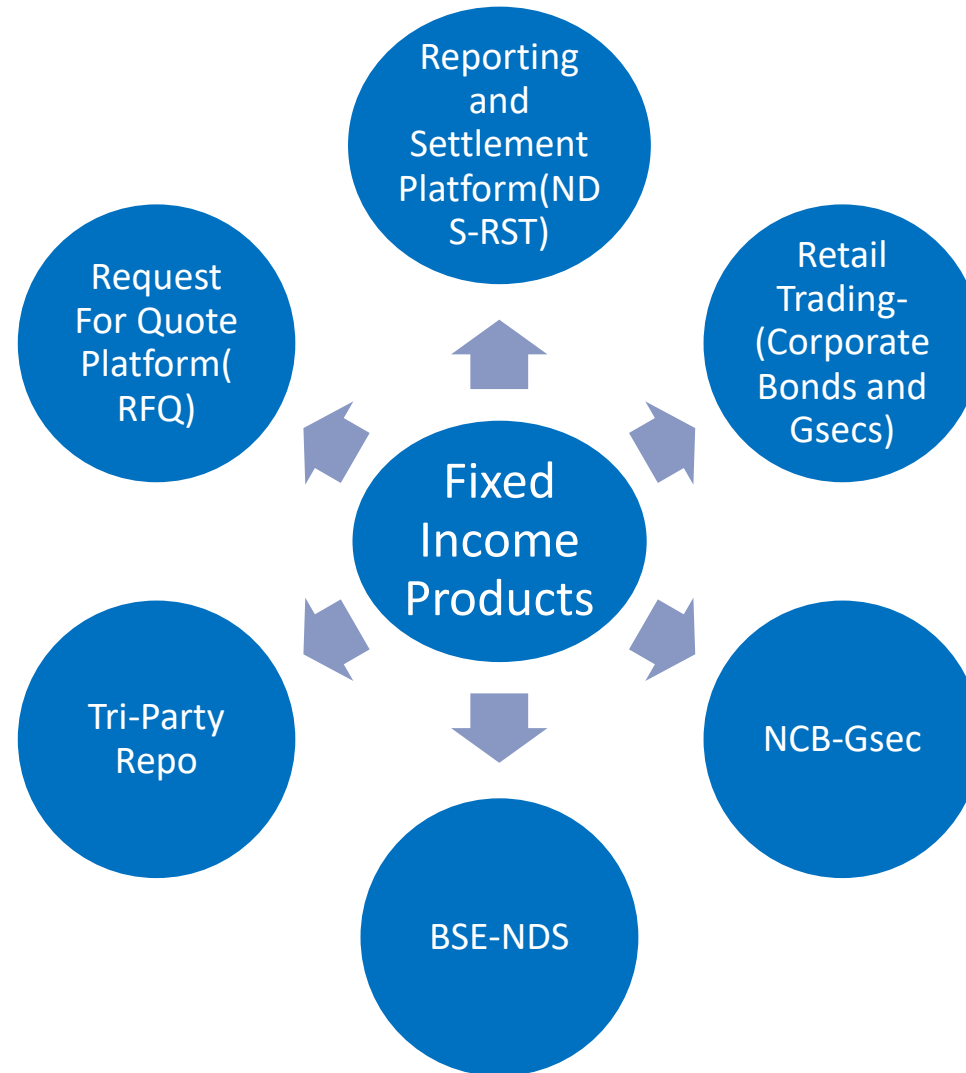 Reporting
and
Settlement
Platform(ND
S-RST)
Request
For Quote
Platform(
RFQ)
Retail
Trading-
(Corporate
Bonds and
Gsecs)
Fixed
Income
Products
Tri-Party
Repo
NCB-Gsec
BSE-NDS